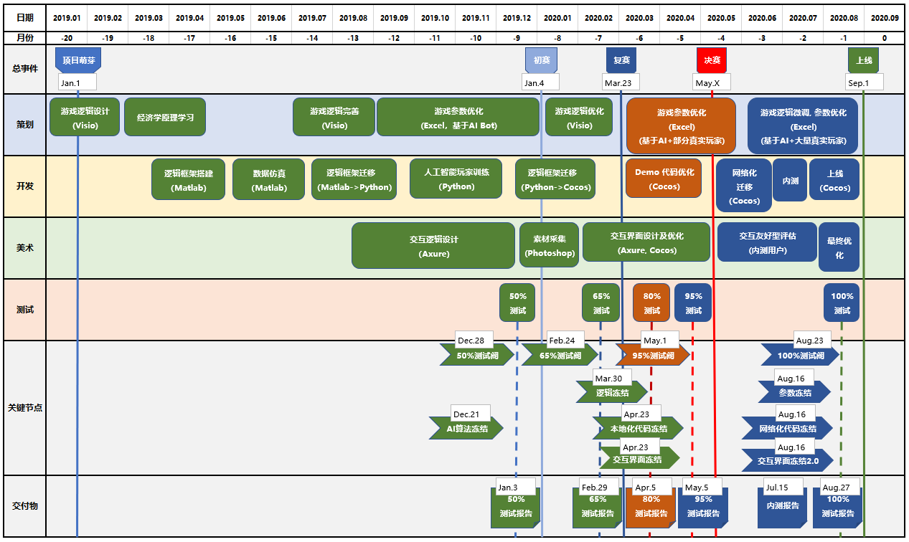 日期 2019.01 2019.02 2019.03 2019.04 2019.05 2019.06 2019.07 2019.08 2019.09 2019.10 2019.11 2019.12 2020.01 2020.02 2020.03 2020.04 2020.05 2020.06 2020.07 2020.08 2020.09
月份 -20 -19 -18 -17 -16 -15 -14 -13 -12 -11 -10 -9 -8 -7 -6 -5 -4 -3 -2 -1 0
总事件
项目萌芽
Jan.1
初赛
Jan.4
复赛
Mar.23
决赛
May.X
上线
Sep.1
策划
游戏逻辑设计
(Visio)
经济学原理学习
游戏逻辑完善
(Visio)
游戏参数优化
(Excel，基于AI Bot)
游戏逻辑优化
(Visio)
游戏参数优化
(Excel)
(基于AI+部分真实玩家)
游戏逻辑微调, 参数优化
(Excel)
(基于AI+大量真实玩家)
开发
逻辑框架搭建
(Matlab)
数据仿真
(Matlab)
逻辑框架迁移
(Matlab->Python)
人工智能玩家训练
(Python)
逻辑框架迁移
(Python->Cocos)
Demo 代码优化
(Cocos)
网络化
迁移
(Cocos)
内测
上线
(Cocos)
美术
交互逻辑设计
(Axure)
素材采集
(Photoshop)
交互界面设计及优化
(Axure, Cocos)
交互友好型评估
(内测用户)
最终优
化
测试
50%
测试
65%
测试
80%
测试
95%
测试
100%
测试
关键节点
Dec.28
50%测试阈
Feb.24
65%测试阈
May.1
95%测试阈
Aug.23
100%测试阈
Mar.30
逻辑冻结
Aug.16
参数冻结
Dec.21
AI算法冻结
Apr.23
本地化代码冻结
Aug.16
网络化代码冻结
Apr.23
交互界面冻结
Aug.16
交互界面冻结2.0
交付物
Jan.3
50%
测试报告
Feb.29
65%
测试报告
Apr.5
80%
测试报告
May.5
95%
测试报告
Jul.15
内测报告
Aug.27
100%
测试报告